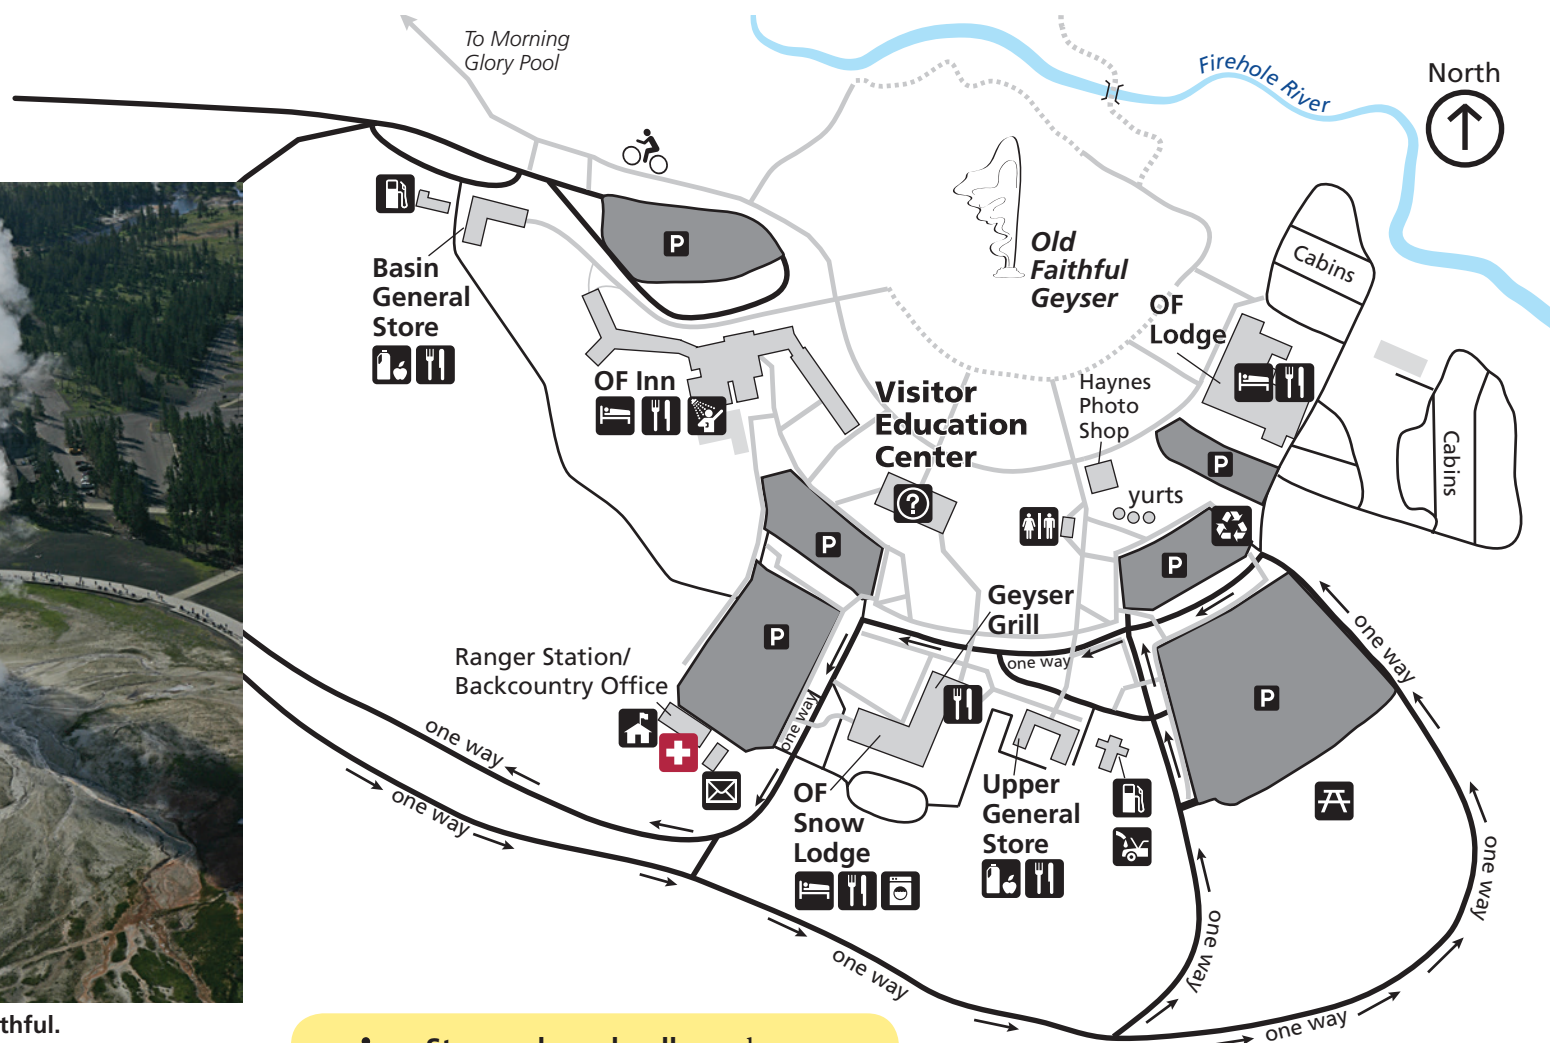 To Morning
Glory Pool
Firehole River
North
Cabins
Old
Faithful
Geyser
P
Basin
General
Store
OF
Lodge
OF Inn
Visitor
Education
Center
?
Haynes
Photo
Shop
P
Cabins
yurts
P
P
Geyser
Grill
P
one way
Ranger Station/
Backcountry Office
one way
one way
P
one way
one way
OF
Snow
Lodge
Upper
General
Store
one way
one way
one way
one way
one way
thful.